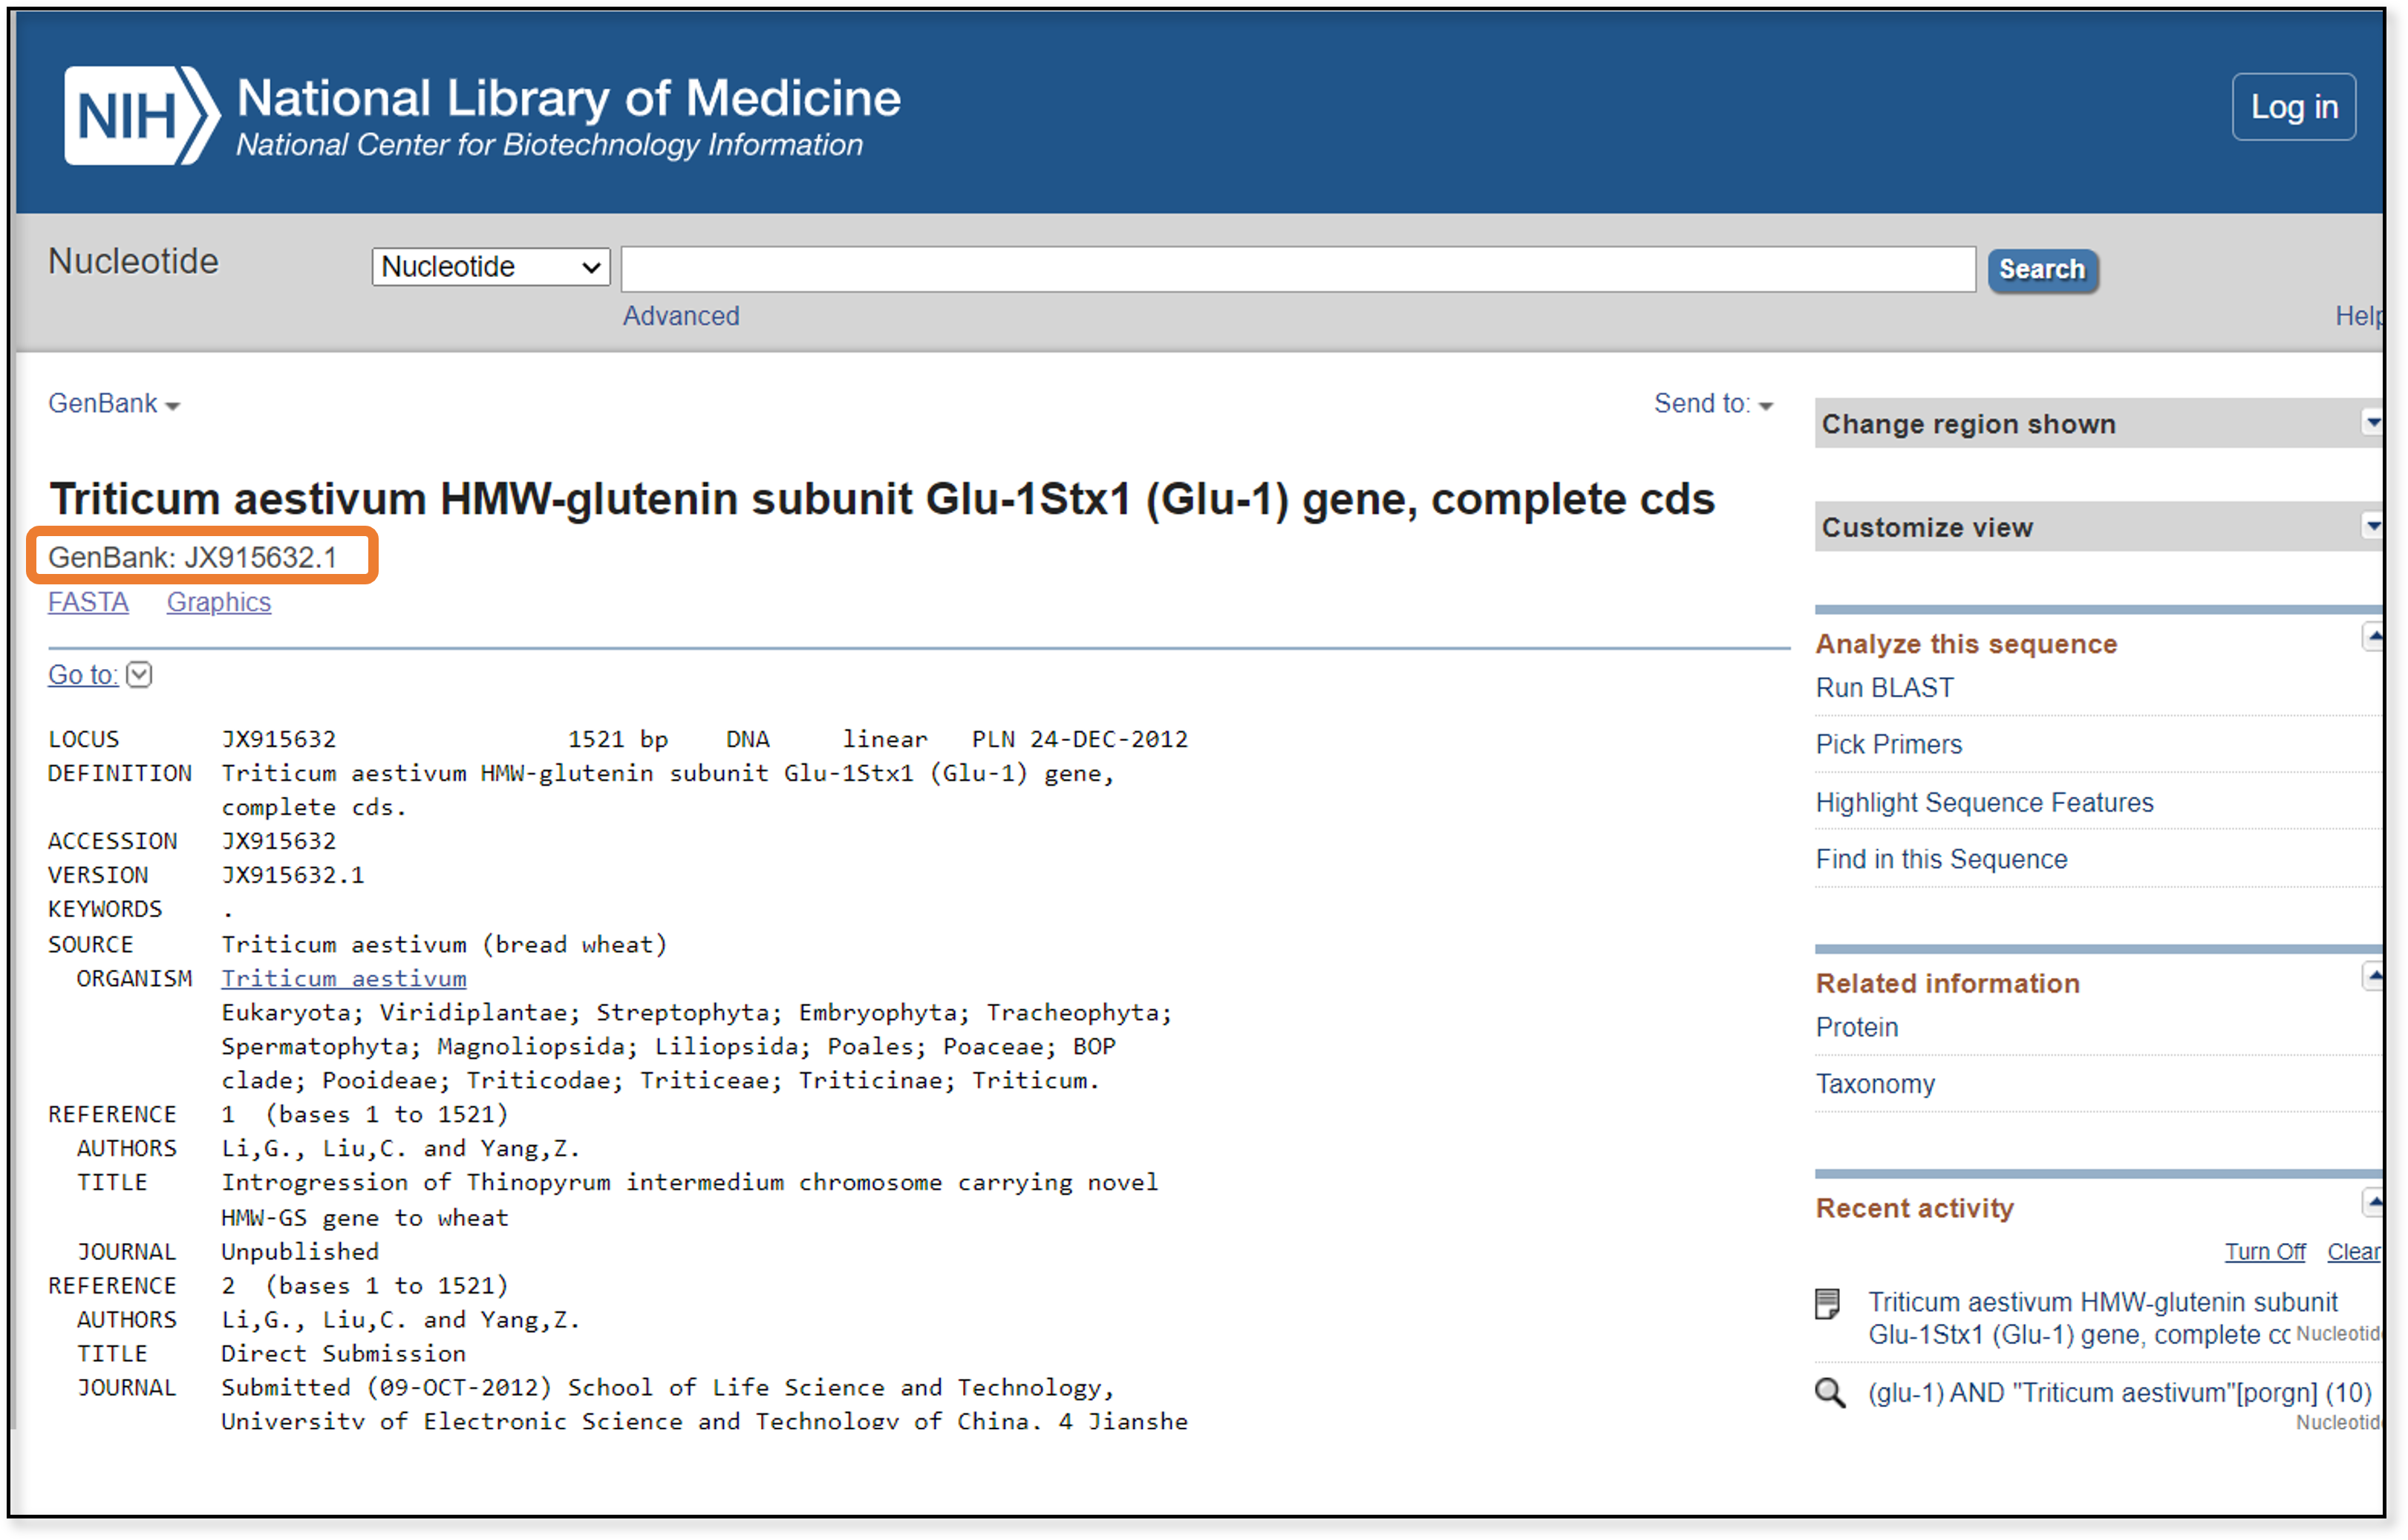 NIH National Library of Medicine
National Center for Biotechnology Information
Log in
Nucleotide
Nucleotide
Search
Advanced
Help
GenBank
Send to:
Triticum aestivum HMW-glutenin subunit Glu-1Stx1 (Glu-1) gene, complete cds
GenBank: JX915632.1
FASTA Graphics
Go to:
LOCUS JX915632 1521 bp DNA linear PLN 24-DEC-2012
DEFINITION Triticum aestivum HMW-glutenin subunit Glu-1Stx1 (Glu-1) gene,
complete cds.
ACCESSION JX915632
VERSION JX915632.1
KEYWORDS .
SOURCE Triticum aestivum (bread wheat)
ORGANISM Triticum aestivum
Eukaryota; Viridiplantae; Streptophyta; Embryophyta; Tracheophyta;
Spermatophyta; Magnoliopsida; Liliopsida; Poales; Poaceae; BOP
clade; Pooideae; Triticodae; Triticeae; Triticinae; Triticum.
REFERENCE 1 (bases 1 to 1521)
AUTHORS Li,G., Liu,C. and Yang,Z.
TITLE Introgression of Thinopyrum intermedium chromosome carrying novel
HMW-GS gene to wheat
JOURNAL Unpublished
REFERENCE 2 (bases 1 to 1521)
AUTHORS Li,G., Liu,C. and Yang,Z.
TITLE Direct Submission
JOURNAL Submitted (09-OCT-2012) School of Life Science and Technology,
University of Electronic Science and Technology of China, 4 Jianshe
Change region shown
Customize view
Analyze this sequence
Run BLAST
Pick Primers
Highlight Sequence Features
Find in this Sequence
Related information
Protein
Taxonomy
Recent activity
Turn Off Clear
Triticum aestivum HMW-glutenin subunit
Glu-1Stx1 (Glu-1) gene, complete cc Nucleotide
(glu-1) AND "Triticum aestivum"[porgn] (10)
Nucleotide